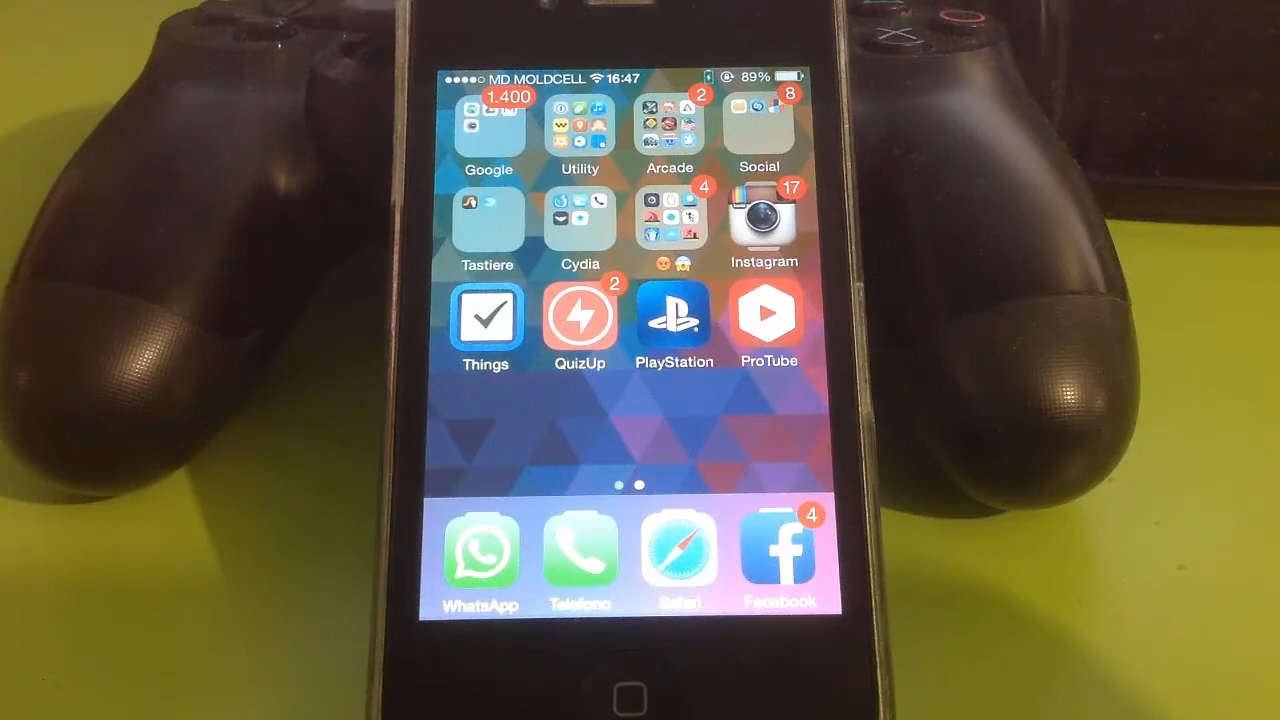 MD MOLDCELL 16:47 89%
1.400 2 8
Google Utility Arcade Social
4 17
Tastiere Cydia Instagram
2
Things QuizUp PlayStation ProTube
4
WhatsApp Telefono Safari Facebook